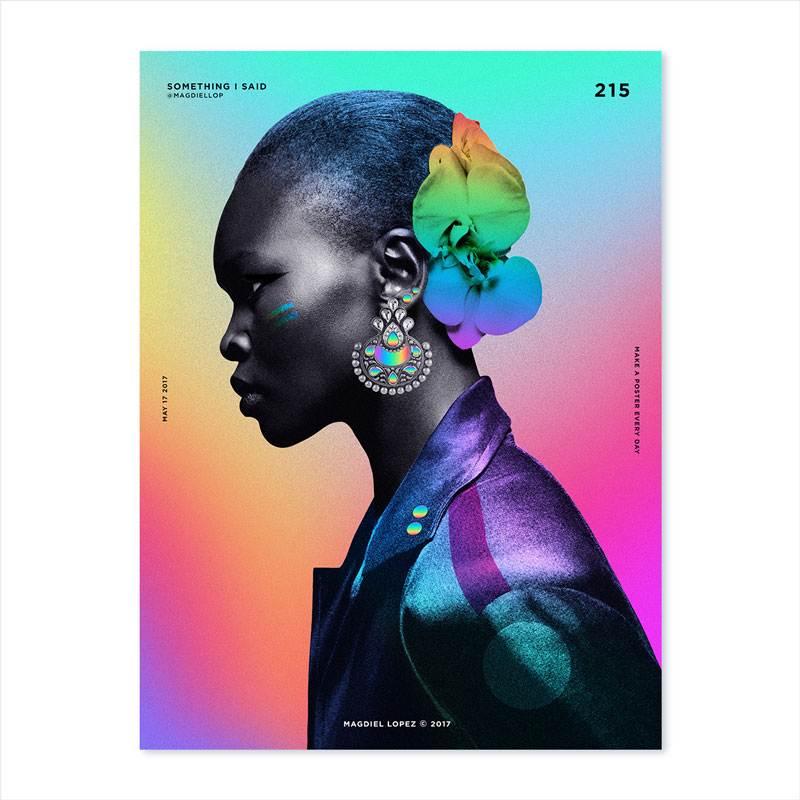 SOMETHING I SAID
@MAGDIELLOP
215
MAY 17 2017
MAKE A POSTER EVERY DAY
MAGDIEL LOPEZ © 2017